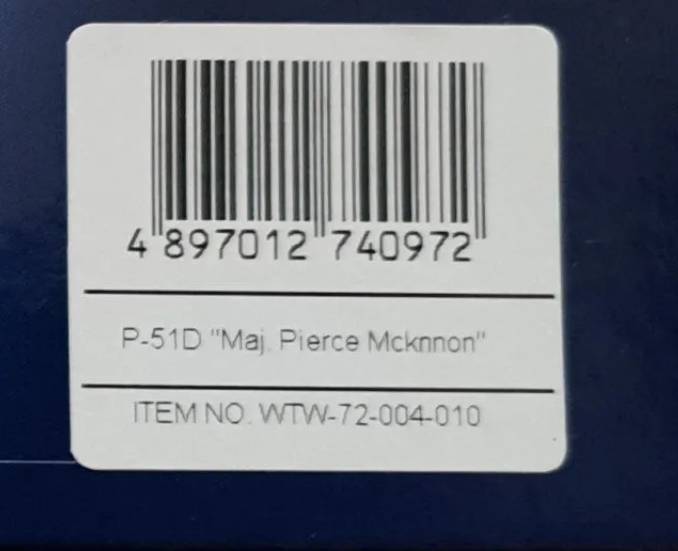 4 897012 740972
P-51D "Maj. Pierce Mcknnon"
ITEM NO. WTW-72-004-010